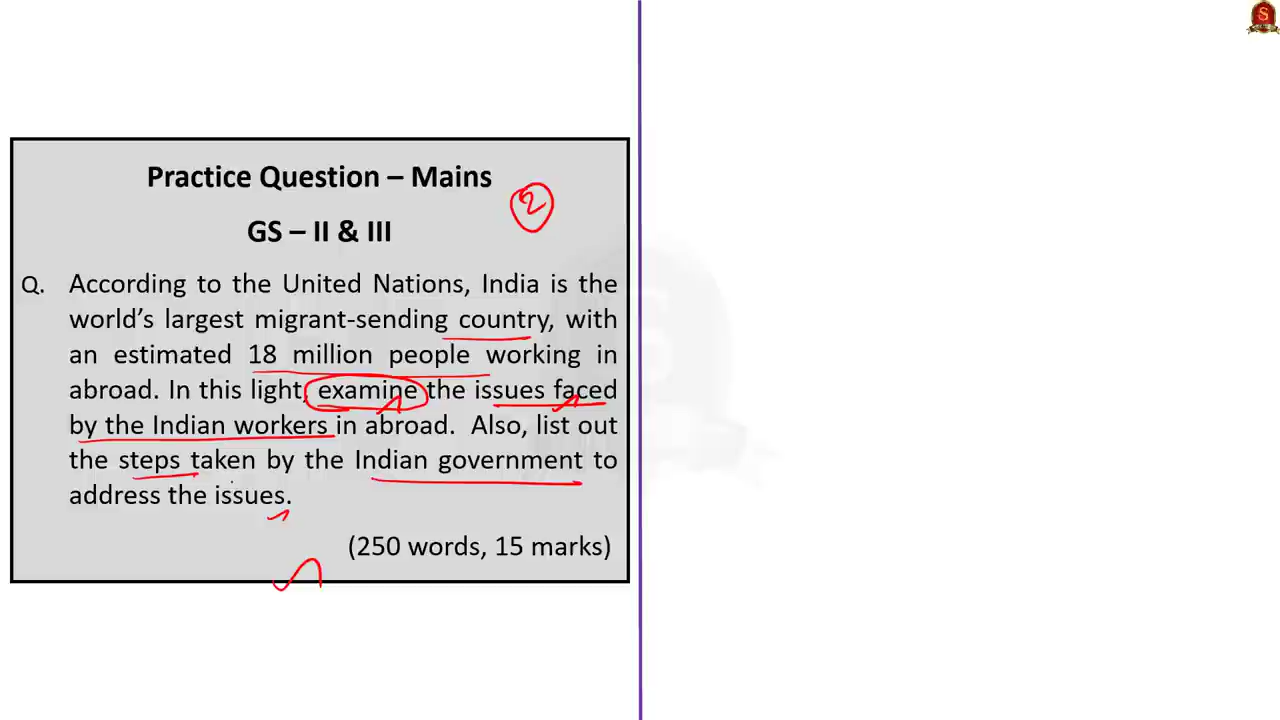 Practice Question – Mains
GS – II & III
2
Q. According to the United Nations, India is the
world’s largest migrant-sending country, with
an estimated 18 million people working in
abroad. In this light, examine the issues faced
by the Indian workers in abroad. Also, list out
the steps taken by the Indian government to
address the issues.
(250 words, 15 marks)
S